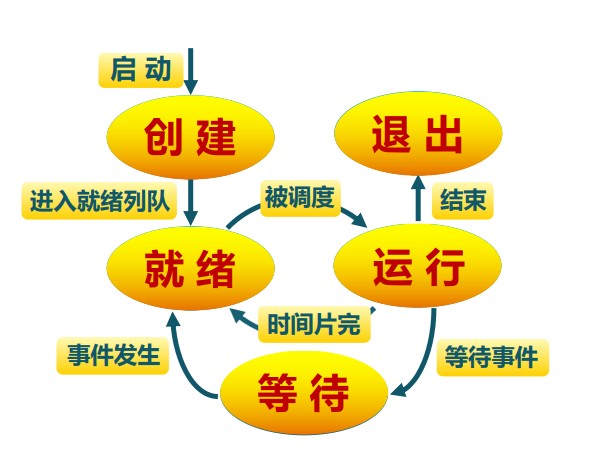 启 动
创 建
退 出
进入就绪列队
被调度
结束
就 绪
运 行
时间片完
事件发生
等待事件
等 待